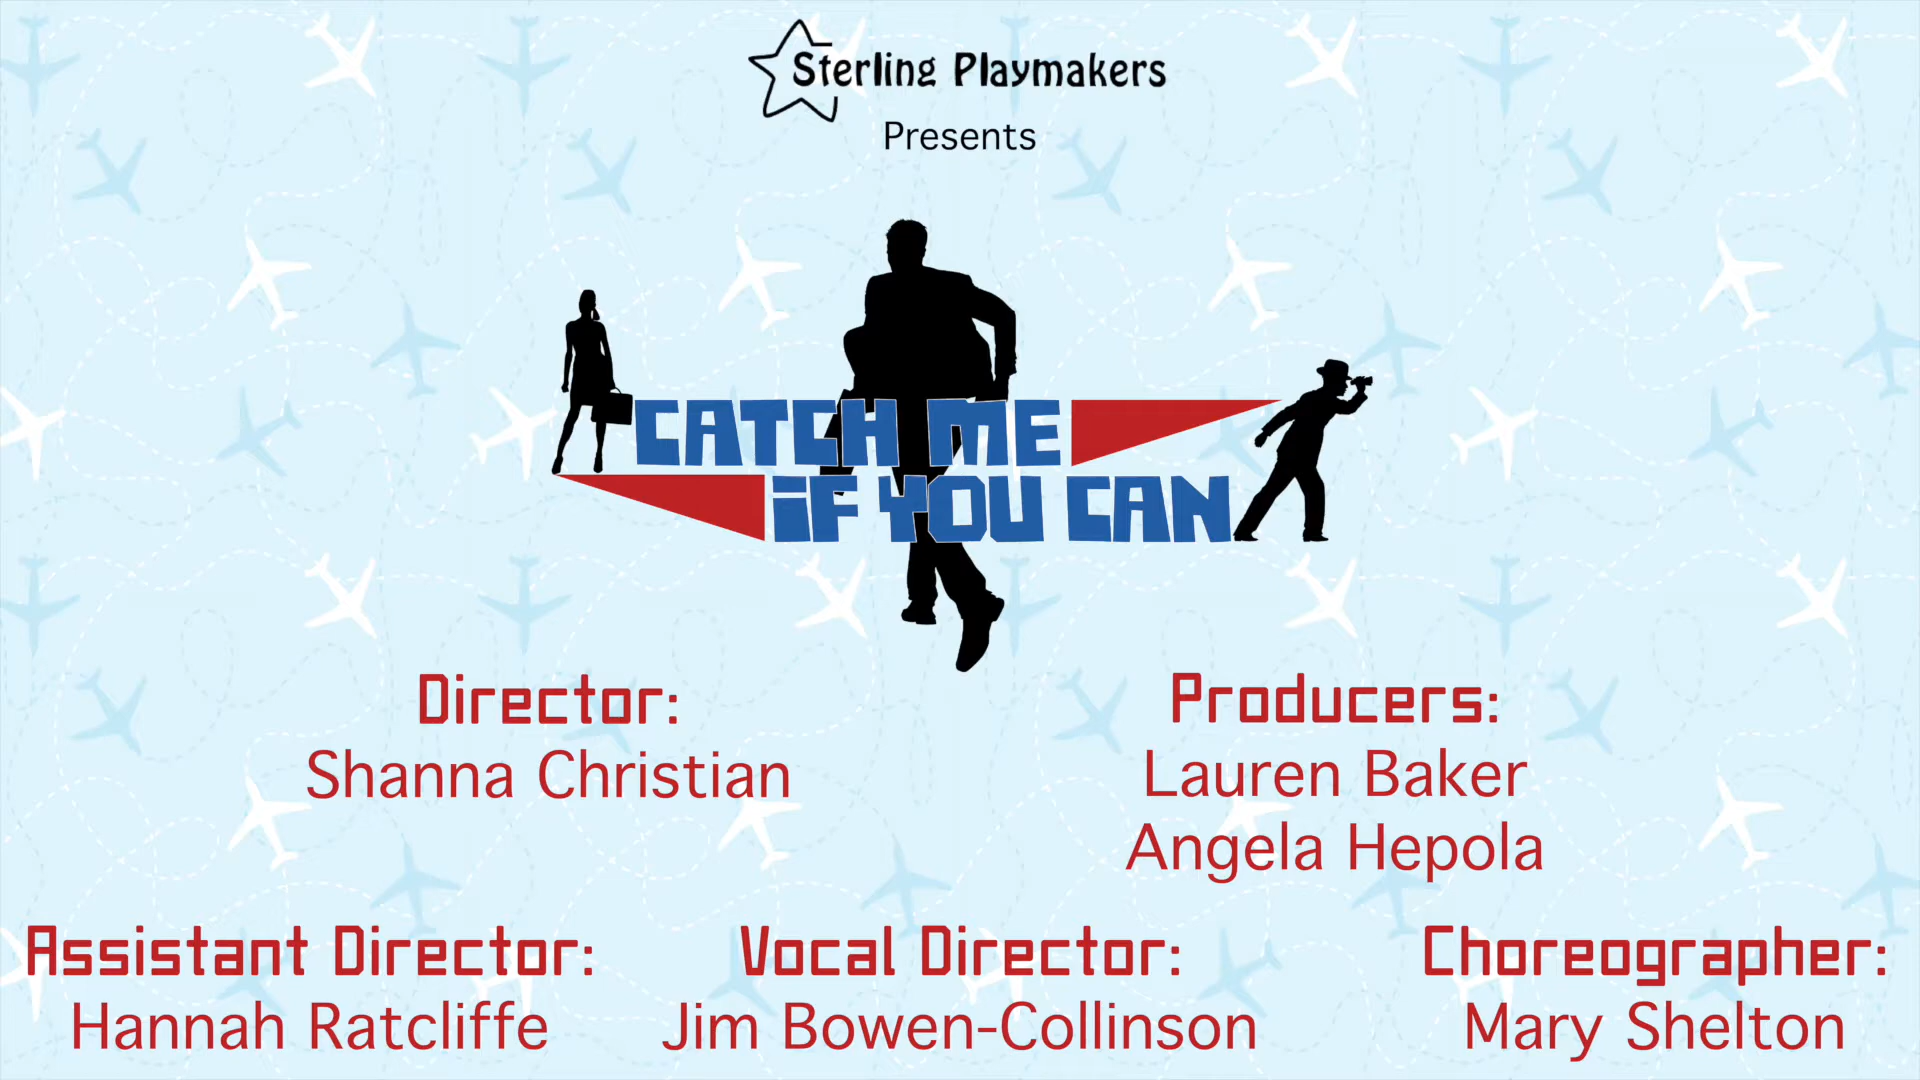 Sterling Playmakers
Presents
CATCH ME
iF YOU CAN
Director:
Shanna Christian
Producers:
Lauren Baker
Angela Hepola
Assistant Director:
Hannah Ratcliffe
Vocal Director:
Jim Bowen-Collinson
Choreographer:
Mary Shelton